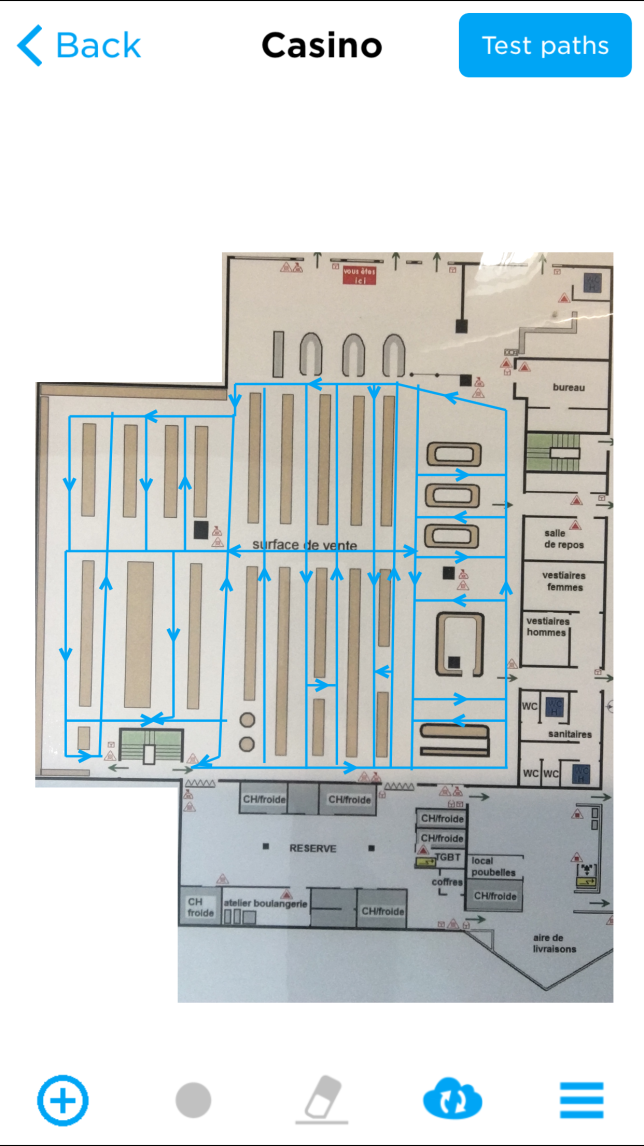 Back
Casino
Test paths
vous êtes
ici
bureau
surface de vente
salle
de repos
vestiaires
femmes
vestiaires
hommes
WC
WC
H
sanitaires
WC
WC
CH/froide
CH/froide
CH/froide
CH/froide
RESERVE
TGBT
local
poubelles
coffres
CH/froide
CH
froide
atelier boulangerie
CH/froide
aire de
livraisons